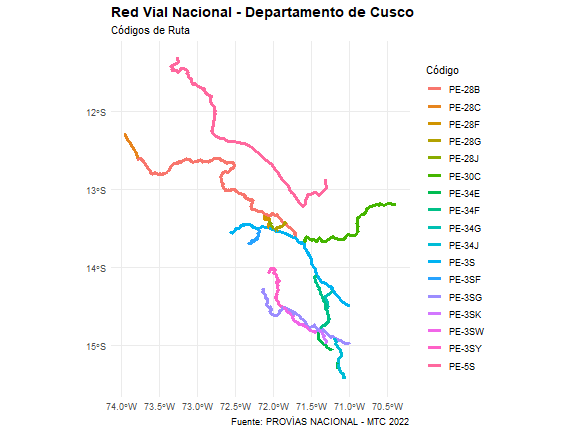 Red Vial Nacional - Departamento de Cusco
Códigos de Ruta
12°S
13°S
14°S
15°S
74.0°W 73.5°W 72.5°W 72.0°W 71.5°W 71.0°W 70.5°W
Fuente: PROVÍAS NACIONAL - MTC 2022
Código
PE-28B
PE-28C
PE-28F
PE-28G
PE-28J
PE-30C
PE-34E
PE-34F
PE-34G
PE-34J
PE-3S
PE-3SF
PE-3SG
PE-3SK
PE-3SW
PE-3SY
PE-5S